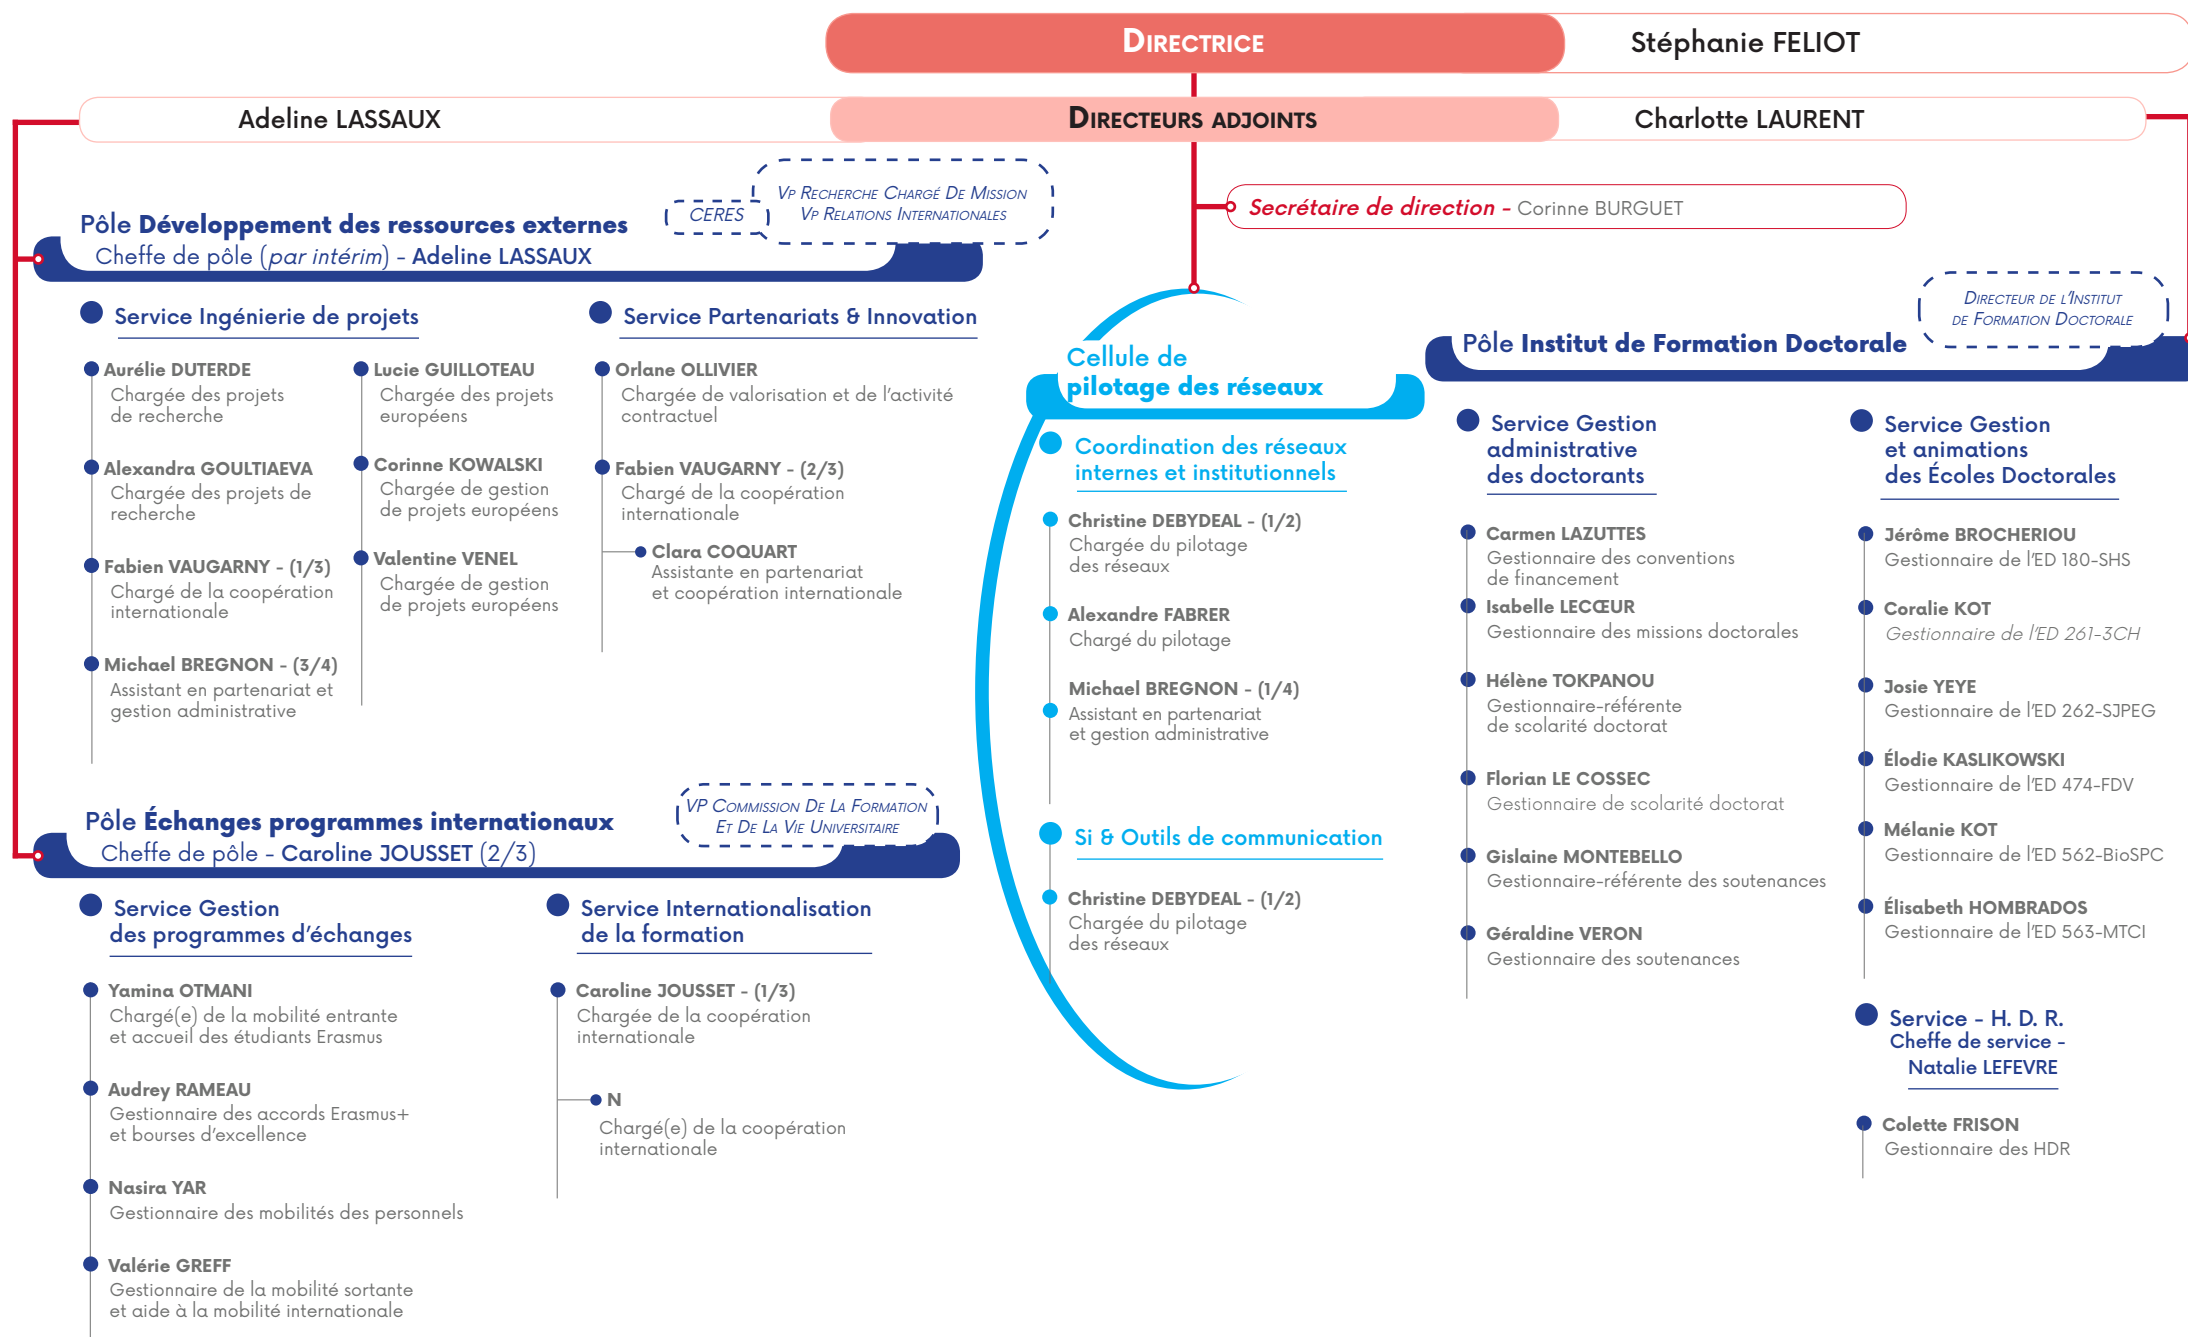 DIRECTRICE
Stéphanie FELIOT
Adeline LASSAUX
DIRECTEURS ADJOINTS
Charlotte LAURENT
Secrétaire de direction - Corinne BURGUET
CERES
VP RECHERCHE CHARGÉ DE MISSION
VP RELATIONS INTERNATIONALES
Pôle Développement des ressources externes
Cheffe de pôle (par intérim) - Adeline LASSAUX
Service Ingénierie de projets
Aurélie DUTERDE
Chargée des projets
de recherche
Alexandra GOULTIAEVA
Chargée des projets de
recherche
Fabien VAUGARNY - (1/3)
Chargé de la coopération
internationale
Michael BREGNON - (3/4)
Assistant en partenariat et
gestion administrative
Lucie GUILLOTEAU
Chargée des projets
européens
Corinne KOWALSKI
Chargée de gestion
de projets européens
Valentine VENEL
Chargée de gestion
de projets européens
Service Partenariats & Innovation
Orlane OLLIVIER
Chargée de valorisation et de l'activité
contractuel
Fabien VAUGARNY - (2/3)
Chargé de la coopération
internationale
Clara COQUART
Assistante en partenariat
et coopération internationale
VP COMMISSION DE LA FORMATION
ET DE LA VIE UNIVERSITAIRE
Pôle Échanges programmes internationaux
Cheffe de pôle - Caroline JOUSSET (2/3)
Service Gestion
des programmes d'échanges
Yamina OTMANI
Chargé(e) de la mobilité entrante
et accueil des étudiants Erasmus
Audrey RAMEAU
Gestionnaire des accords Erasmus+
et bourses d'excellence
Nasira YAR
Gestionnaire des mobilités des personnels
Valérie GREFF
Gestionnaire de la mobilité sortante
et aide à la mobilité internationale
Service Internationalisation
de la formation
Caroline JOUSSET - (1/3)
Chargée de la coopération
internationale
N
Chargé(e) de la coopération
internationale
Cellule de
pilotage des réseaux
Coordination des réseaux
internes et institutionnels
Christine DEBYDEAL - (1/2)
Chargée du pilotage
des réseaux
Alexandre FABRER
Chargé du pilotage
Michael BREGNON - (1/4)
Assistant en partenariat
et gestion administrative
Si & Outils de communication
Christine DEBYDEAL - (1/2)
Chargée du pilotage
des réseaux
DIRECTEUR DE L'INSTITUT
DE FORMATION DOCTORALE
Pôle Institut de Formation Doctorale
Service Gestion
administrative
des doctorants
Carmen LAZUTTES
Gestionnaire des conventions
de financement
Isabelle LECŒUR
Gestionnaire des missions doctorales
Hélène TOKPANOU
Gestionnaire-référente
de scolarité doctorat
Florian LE COSSEC
Gestionnaire de scolarité doctorat
Gislaine MONTEBELLO
Gestionnaire-référente des soutenances
Géraldine VERON
Gestionnaire des soutenances
Service Gestion
et animations
des Écoles Doctorales
Jérôme BROCHERIOU
Gestionnaire de l'ED 180-SHS
Coralie KOT
Gestionnaire de l'ED 261-3CH
Josie YEYE
Gestionnaire de l'ED 262-SJPEG
Élodie KASLIKOWSKI
Gestionnaire de l'ED 474-FDV
Mélanie KOT
Gestionnaire de l'ED 562-BioSPC
Élisabeth HOMBRADOS
Gestionnaire de l'ED 563-MTCI
Service - H. D. R.
Cheffe de service -
Natalie LEFEVRE
Colette FRISON
Gestionnaire des HDR